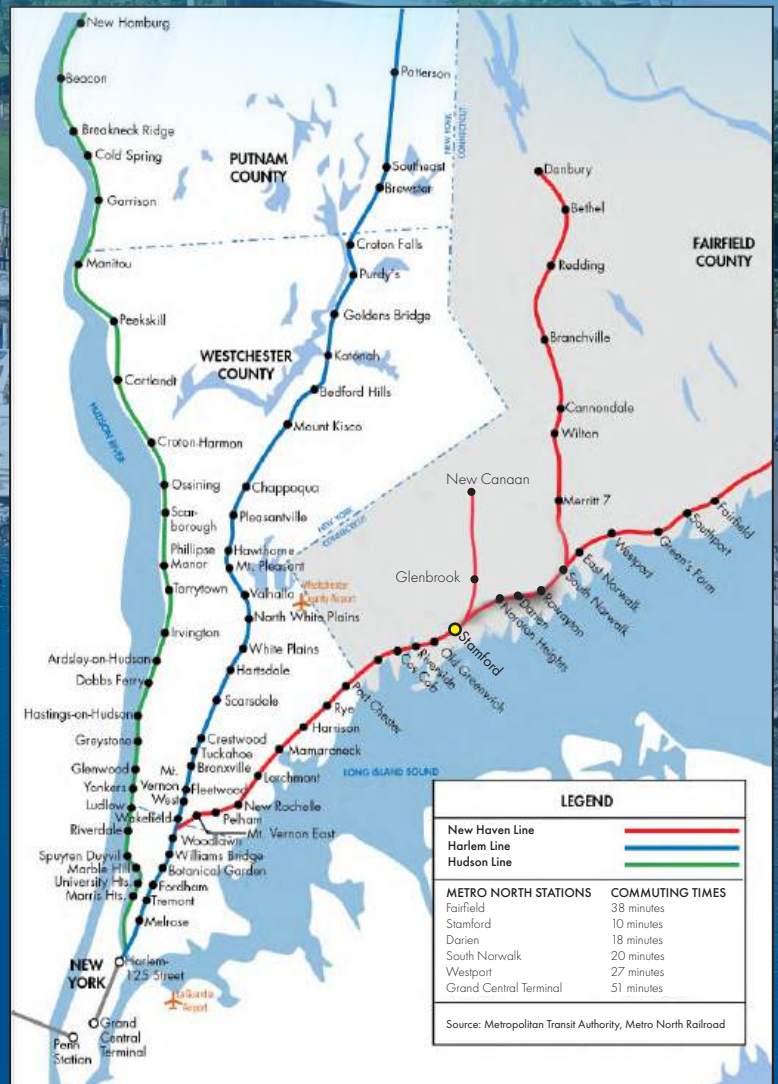 New Hamburg
Beacon
Breakneck Ridge
Cold Spring
Garrison
Manitou
Peekskill
Cortlandt
Croton-Harmon
Ossining
Scar-
borough
Phillipse
Manor
Tarrytown
Irvington
Ardsley-on-Hudson
Dobbs Ferry
Hastings-on-Hudson
Greystone
Glenwood
Yonkers
Ludlow
Riverdale
Spuyten Duyvil
Marble Hill
University Hts.
Morris Hts.
HUDSON RIVER
PUTNAM
COUNTY
WESTCHESTER
COUNTY
Patterson
Southeast
Brewster
Croton Falls
Purdy's
Goldens Bridge
Katonah
Bedford Hills
Mount Kisco
Chappaqua
Pleasantville
Hawthorne
Mt. Pleasant
Valhalla
North White Plains
White Plains
Hartsdale
Scarsdale
Crestwood
Tuckahoe
Bronxville
Fleetwood
Mt.
Vernon
West
Wakefield
Woodlawn
Williams Bridge
Botanical Garden
Fordham
Tremont
Melrose
Harlem-
125 Street
NEW
YORK
Grand
Central
Terminal
Penn
Station
LaGuardia
Airport
Westchester
County Airport
NEW YORK
CONNECTICUT
NEW YORK
CONNECTICUT
FAIRFIELD
COUNTY
Danbury
Bethel
Redding
Branchville
Cannondale
Wilton
Merritt 7
New Canaan
Glenbrook
Fairfield
Southport
Green's Farm
Westport
East Norwalk
South Norwalk
Rowayton
Darien
Noroton Heights
Stamford
Old Greenwich
Riverside
Cos Cob
Port Chester
Rye
Harrison
Mamaroneck
Larchmont
New Rochelle
Pelham
Mt. Vernon East
LONG ISLAND SOUND
LEGEND
New Haven Line
Harlem Line
Hudson Line
METRO NORTH STATIONS COMMUTING TIMES
Fairfield 38 minutes
Stamford 10 minutes
Darien 18 minutes
South Norwalk 20 minutes
Westport 27 minutes
Grand Central Terminal 51 minutes
Source: Metropolitan Transit Authority, Metro North Railroad